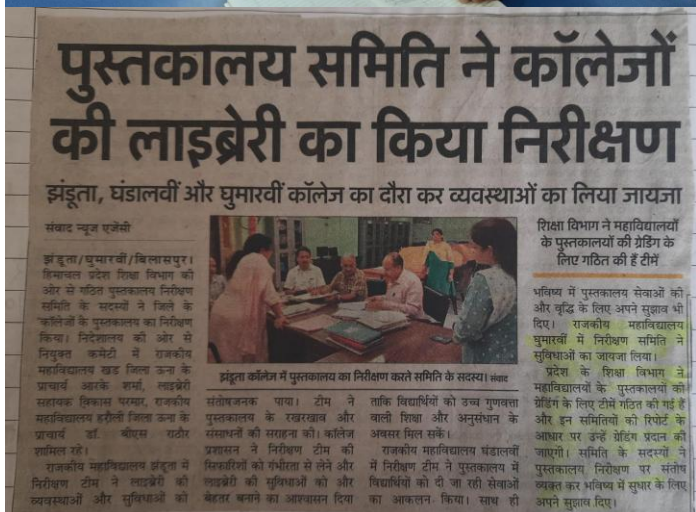 पुस्तकालय समिति ने कॉलेजों
की लाइब्रेरी का किया निरीक्षण
झंडूता, घंडालवीं और घुमारवीं कॉलेज का दौरा कर व्यवस्थाओं का लिया जायजा
संवाद न्यूज एजेंसी
झंडूता/घुमारवीं/बिलासपुर।
हिमाचल प्रदेश शिक्षा विभाग की
ओर से गठित पुस्तकालय निरीक्षण
समिति के सदस्यों ने जिले के
कॉलेजों के पुस्तकालय का निरीक्षण
किया। निदेशालय की ओर से
नियुक्त कमेटी में राजकीय
महाविद्यालय खड जिला ऊना के
प्राचार्य आरके शर्मा, लाइब्रेरी
सहायक विकास परमार, राजकीय
महाविद्यालय हरौली जिला ऊना के
प्राचार्य डॉ. बीएस राठौर
शामिल रहे।
राजकीय महाविद्यालय झंडूता में
निरीक्षण टीम ने लाइब्रेरी की
व्यवस्थाओं और सुविधाओं को
झंडूता कॉलेज में पुस्तकालय का निरीक्षण करते समिति के सदस्य। संवाद
संतोषजनक पाया। टीम ने
पुस्तकालय के रखरखाव और
संसाधनों की सराहना की। कॉलेज
प्रशासन ने निरीक्षण टीम की
सिफारिशों को गंभीरता से लेने और
लाइब्रेरी की सुविधाओं को और
बेहतर बनाने का आश्वासन दिया
ताकि विद्यार्थियों को उच्च गुणवत्ता
वाली शिक्षा और अनुसंधान के
अवसर मिल सकें।
राजकीय महाविद्यालय घंडालवीं
में निरीक्षण टीम ने पुस्तकालय में
विद्यार्थियों को दी जा रही सेवाओं
का आकलन किया। साथ ही
शिक्षा विभाग ने महाविद्यालयों
के पुस्तकालयों की ग्रेडिंग के
लिए गठित की हैं टीमें
भविष्य में पुस्तकालय सेवाओं की
और वृद्धि के लिए अपने सुझाव भी
दिए। राजकीय महाविद्यालय
घुमारवीं में निरीक्षण समिति ने
सुविधाओं का जायजा लिया।
प्रदेश के शिक्षा विभाग ने
महाविद्यालयों के पुस्तकालयों की
ग्रेडिंग के लिए टीमें गठित की गई हैं
और इन समितियों की रिपोर्ट के
आधार पर उन्हें ग्रेडिंग प्रदान की
जाएगी। समिति के सदस्यों ने
पुस्तकालय निरीक्षण पर संतोष
व्यक्त कर भविष्य में सुधार के लिए
अपने सुझाव दिए।